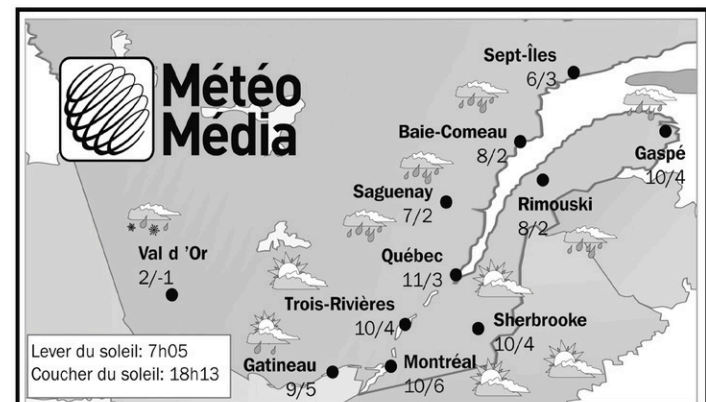 Météo
Média
Sept-Îles
6/3
Baie-Comeau
8/2
Gaspé
10/4
Saguenay
7/2
Rimouski
8/2
Val d 'Or
2/-1
Québec
11/3
Trois-Rivières
10/4
Sherbrooke
10/4
Lever du soleil: 7h05
Coucher du soleil: 18h13
Gatineau
9/5
Montréal
10/6